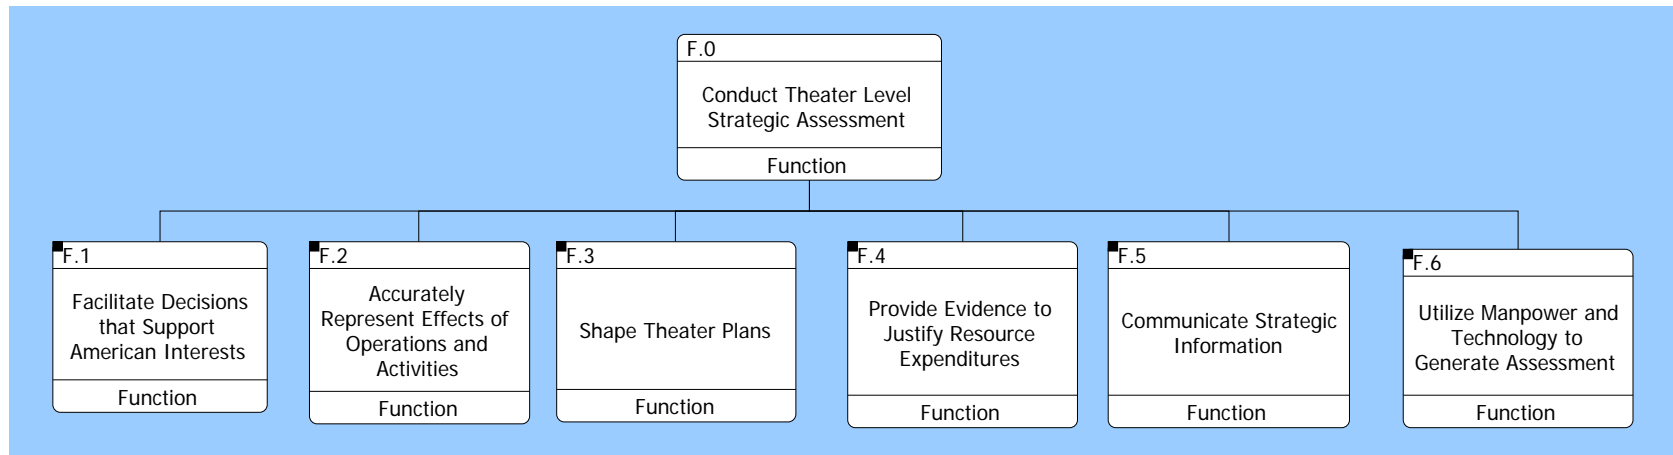 F.0
Conduct Theater Level
Strategic Assessment
Function
F.1
Facilitate Decisions
that Support
American Interests
Function
F.2
Accurately
Represent Effects of
Operations and
Activities
Function
F.3
Shape Theater Plans
Function
F.4
Provide Evidence to
Justify Resource
Expenditures
Function
F.5
Communicate Strategic
Information
Function
F.6
Utilize Manpower and
Technology to
Generate Assessment
Function